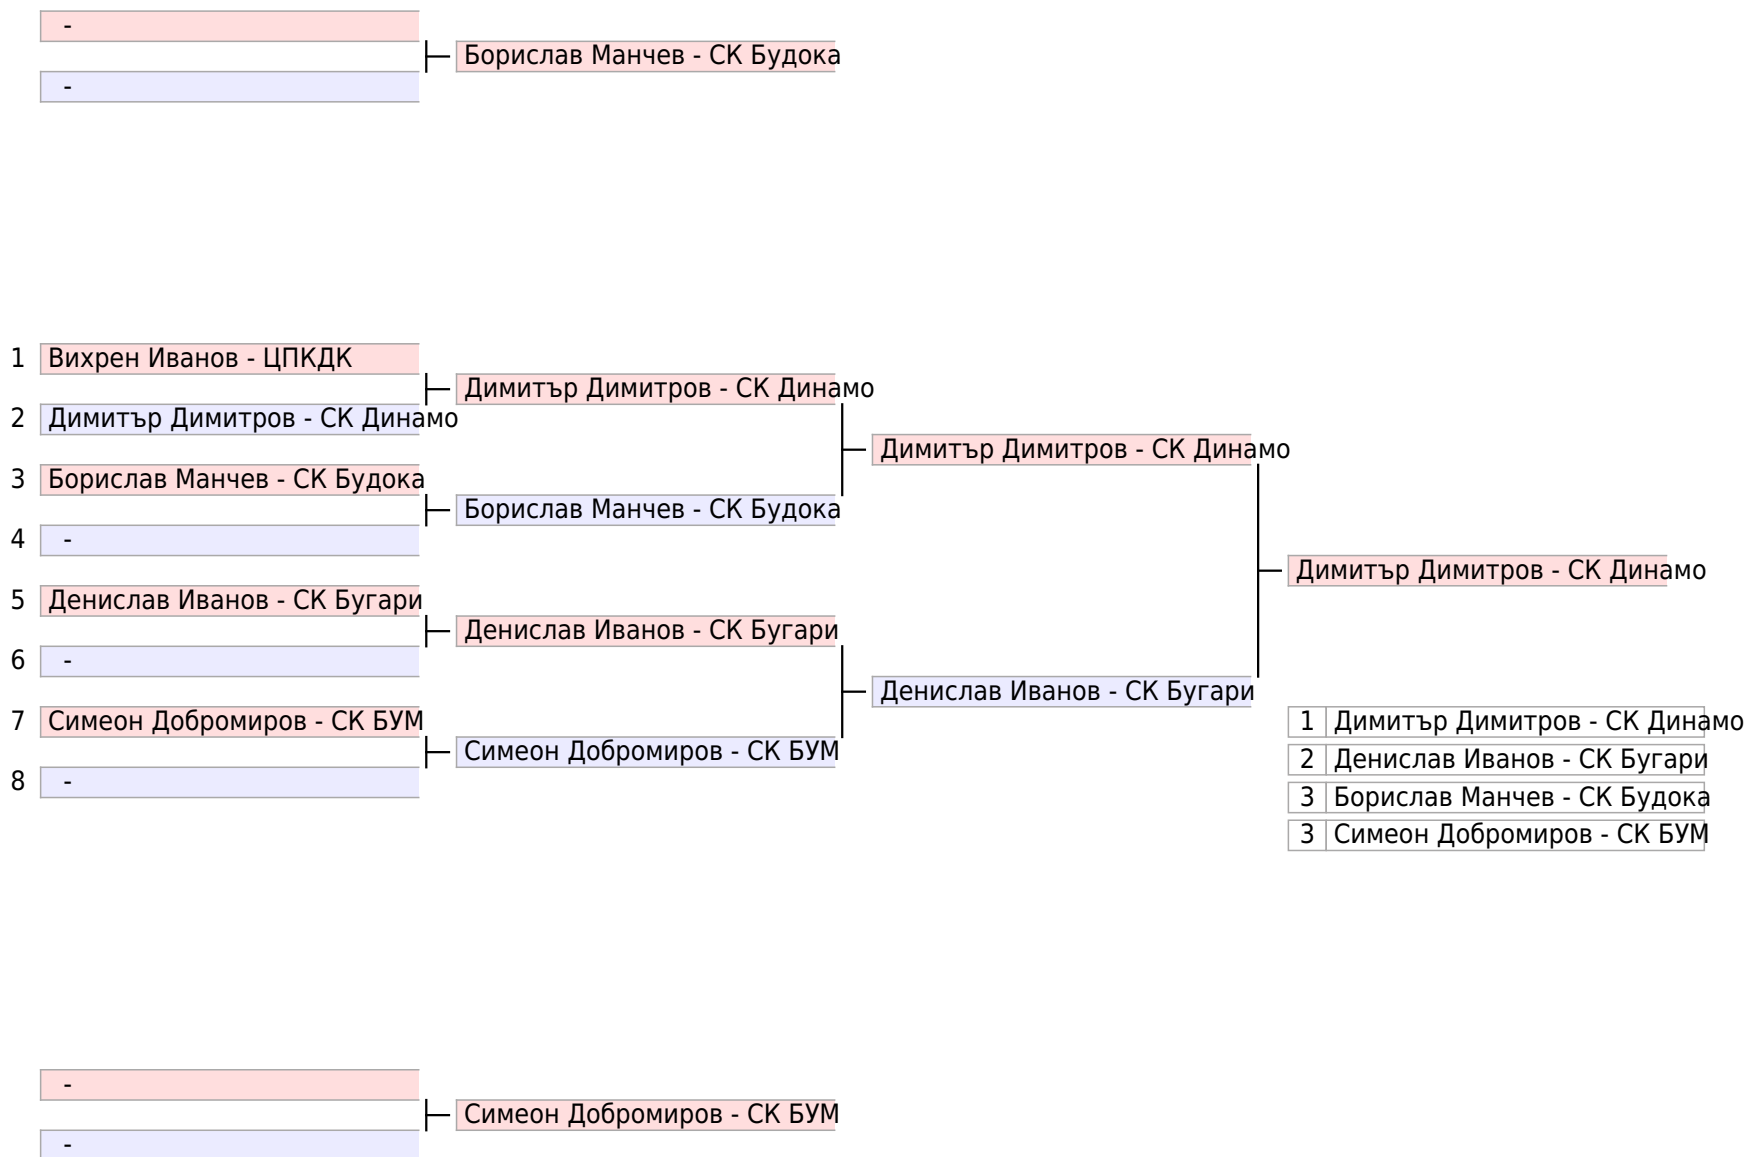 -
Борислав Манчев - СК Будока
-
1 Вихрен Иванов - ЦПКДК
Димитър Димитров - СК Динамо
2 Димитър Димитров - СК Динамо
Димитър Димитров - СК Динамо
3 Борислав Манчев - СК Будока
Борислав Манчев - СК Будока
4 -
Димитър Димитров - СК Динамо
5 Денислав Иванов - СК Бугари
Денислав Иванов - СК Бугари
6 -
Денислав Иванов - СК Бугари
7 Симеон Добромиров - СК БУМ
Симеон Добромиров - СК БУМ
8 -
1 Димитър Димитров - СК Динамо
2 Денислав Иванов - СК Бугари
3 Борислав Манчев - СК Будока
3 Симеон Добромиров - СК БУМ
-
Симеон Добромиров - СК БУМ
-